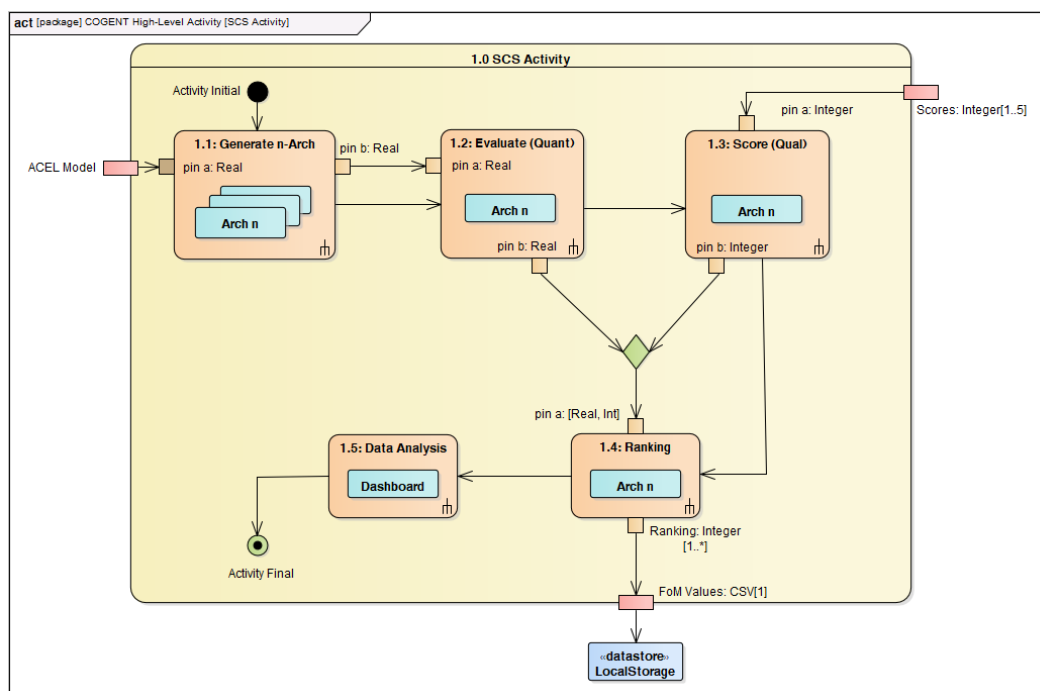 act [package] COGENT High-Level Activity [SCS Activity]
1.0 SCS Activity
Activity Initial
pin a: Integer
Scores: Integer[1..5]
1.1: Generate n-Arch
pin b: Real
1.2: Evaluate (Quant)
1.3: Score (Qual)
ACEL Model
pin a: Real
pin a: Real
Arch n
Arch n
Arch n
pin b: Real
pin b: Integer
pin a: [Real, Int]
1.5: Data Analysis
1.4: Ranking
Dashboard
Arch n
Ranking: Integer
[1..*]
Activity Final
FoM Values: CSV[1]
«datastore»
LocalStorage